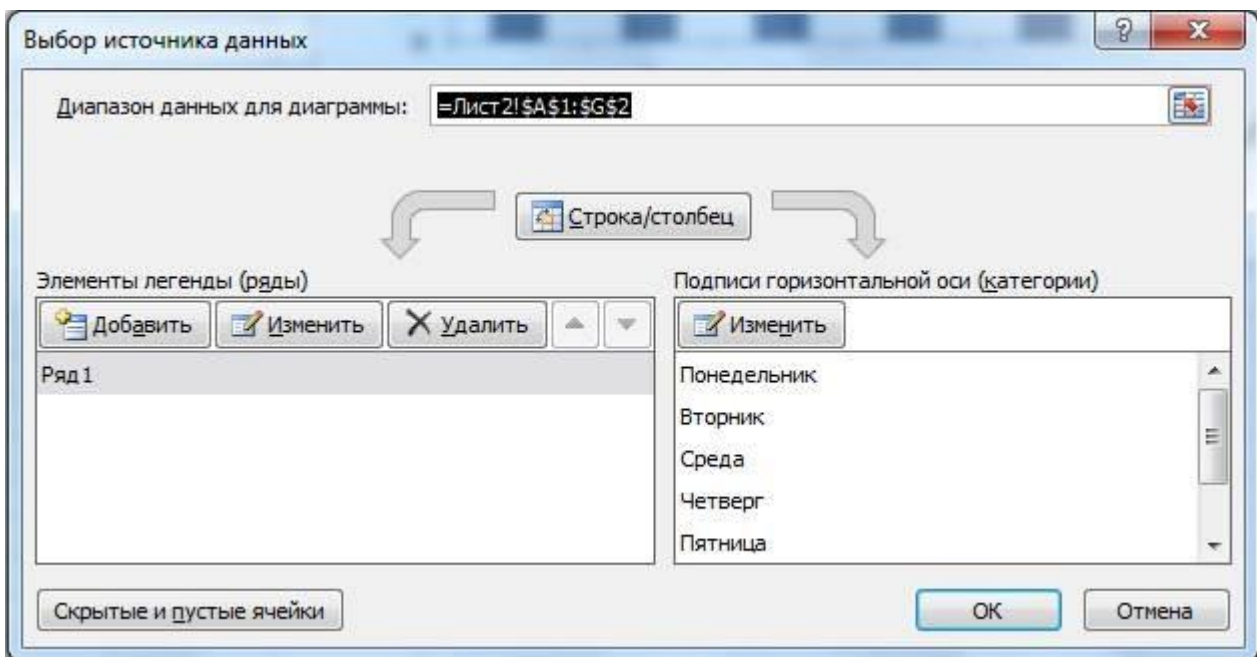 Выбор источника данных
Диапазон данных для диаграммы: =Лист2!$A$1:$G$2
Строка/столбец
Элементы легенды (ряды)
Подписи горизонтальной оси (категории)
Добавить Изменить Удалить
Изменить
Ряд1
Понедельник
Вторник
Среда
Четверг
Пятница
Скрытые и пустые ячейки
ОК Отмена